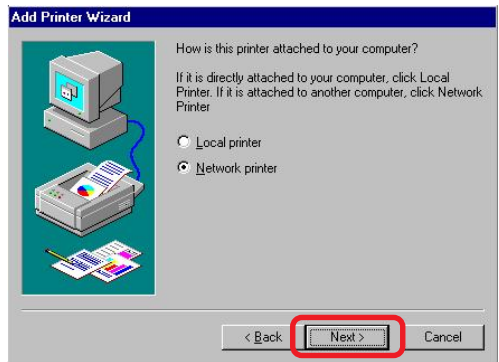 Add Printer Wizard
How is this printer attached to your computer?
If it is directly attached to your computer, click Local
Printer. If it is attached to another computer, click Network
Printer
Local printer
Network printer
< Back
Next >
Cancel